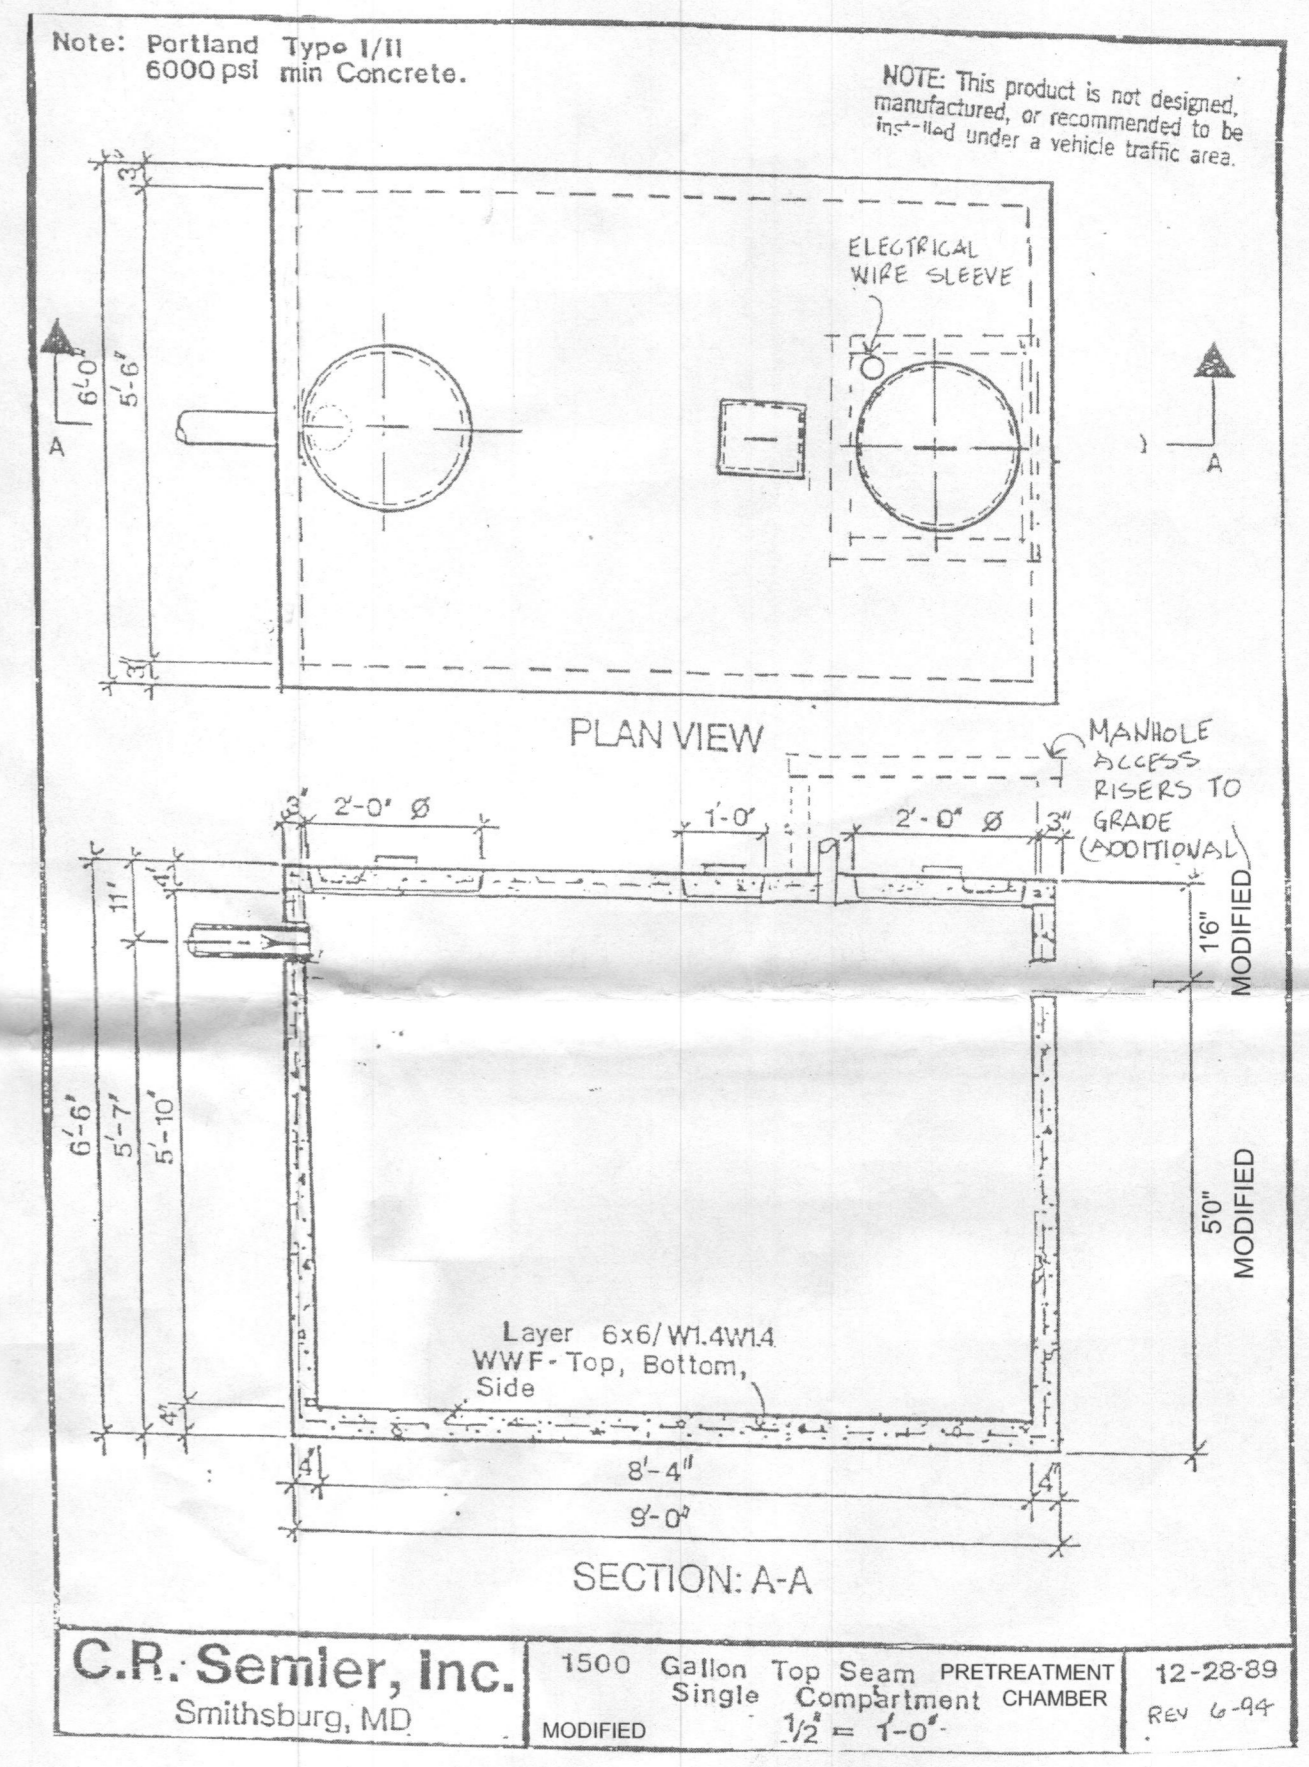 Note: Portland Type I/II
6000 psi min Concrete.
NOTE: This product is not designed,
manufactured, or recommended to be
installed under a vehicle traffic area.
3"
6'-0"
5'-6"
3"
A
A
ELECTRICAL
WIRE SLEEVE
PLAN VIEW
MANHOLE
ACCESS
RISERS TO
GRADE
(ADDITIONAL)
3"
2'-0" Ø
1'-0"
2'-0" Ø
3"
11"
4"
6'-6"
5'-7"
5'-10"
4"
1'6"
MODIFIED
5'0"
MODIFIED
Layer 6x6/W1.4W1.4
WWF-Top, Bottom,
Side
4"
8'-4"
4"
9'-0"
SECTION: A-A
C.R. Semler, Inc.
Smithsburg, MD
1500 Gallon Top Seam PRETREATMENT
Single Compartment CHAMBER
MODIFIED 1/2" = 1'-0"
12-28-89
REV 6-94